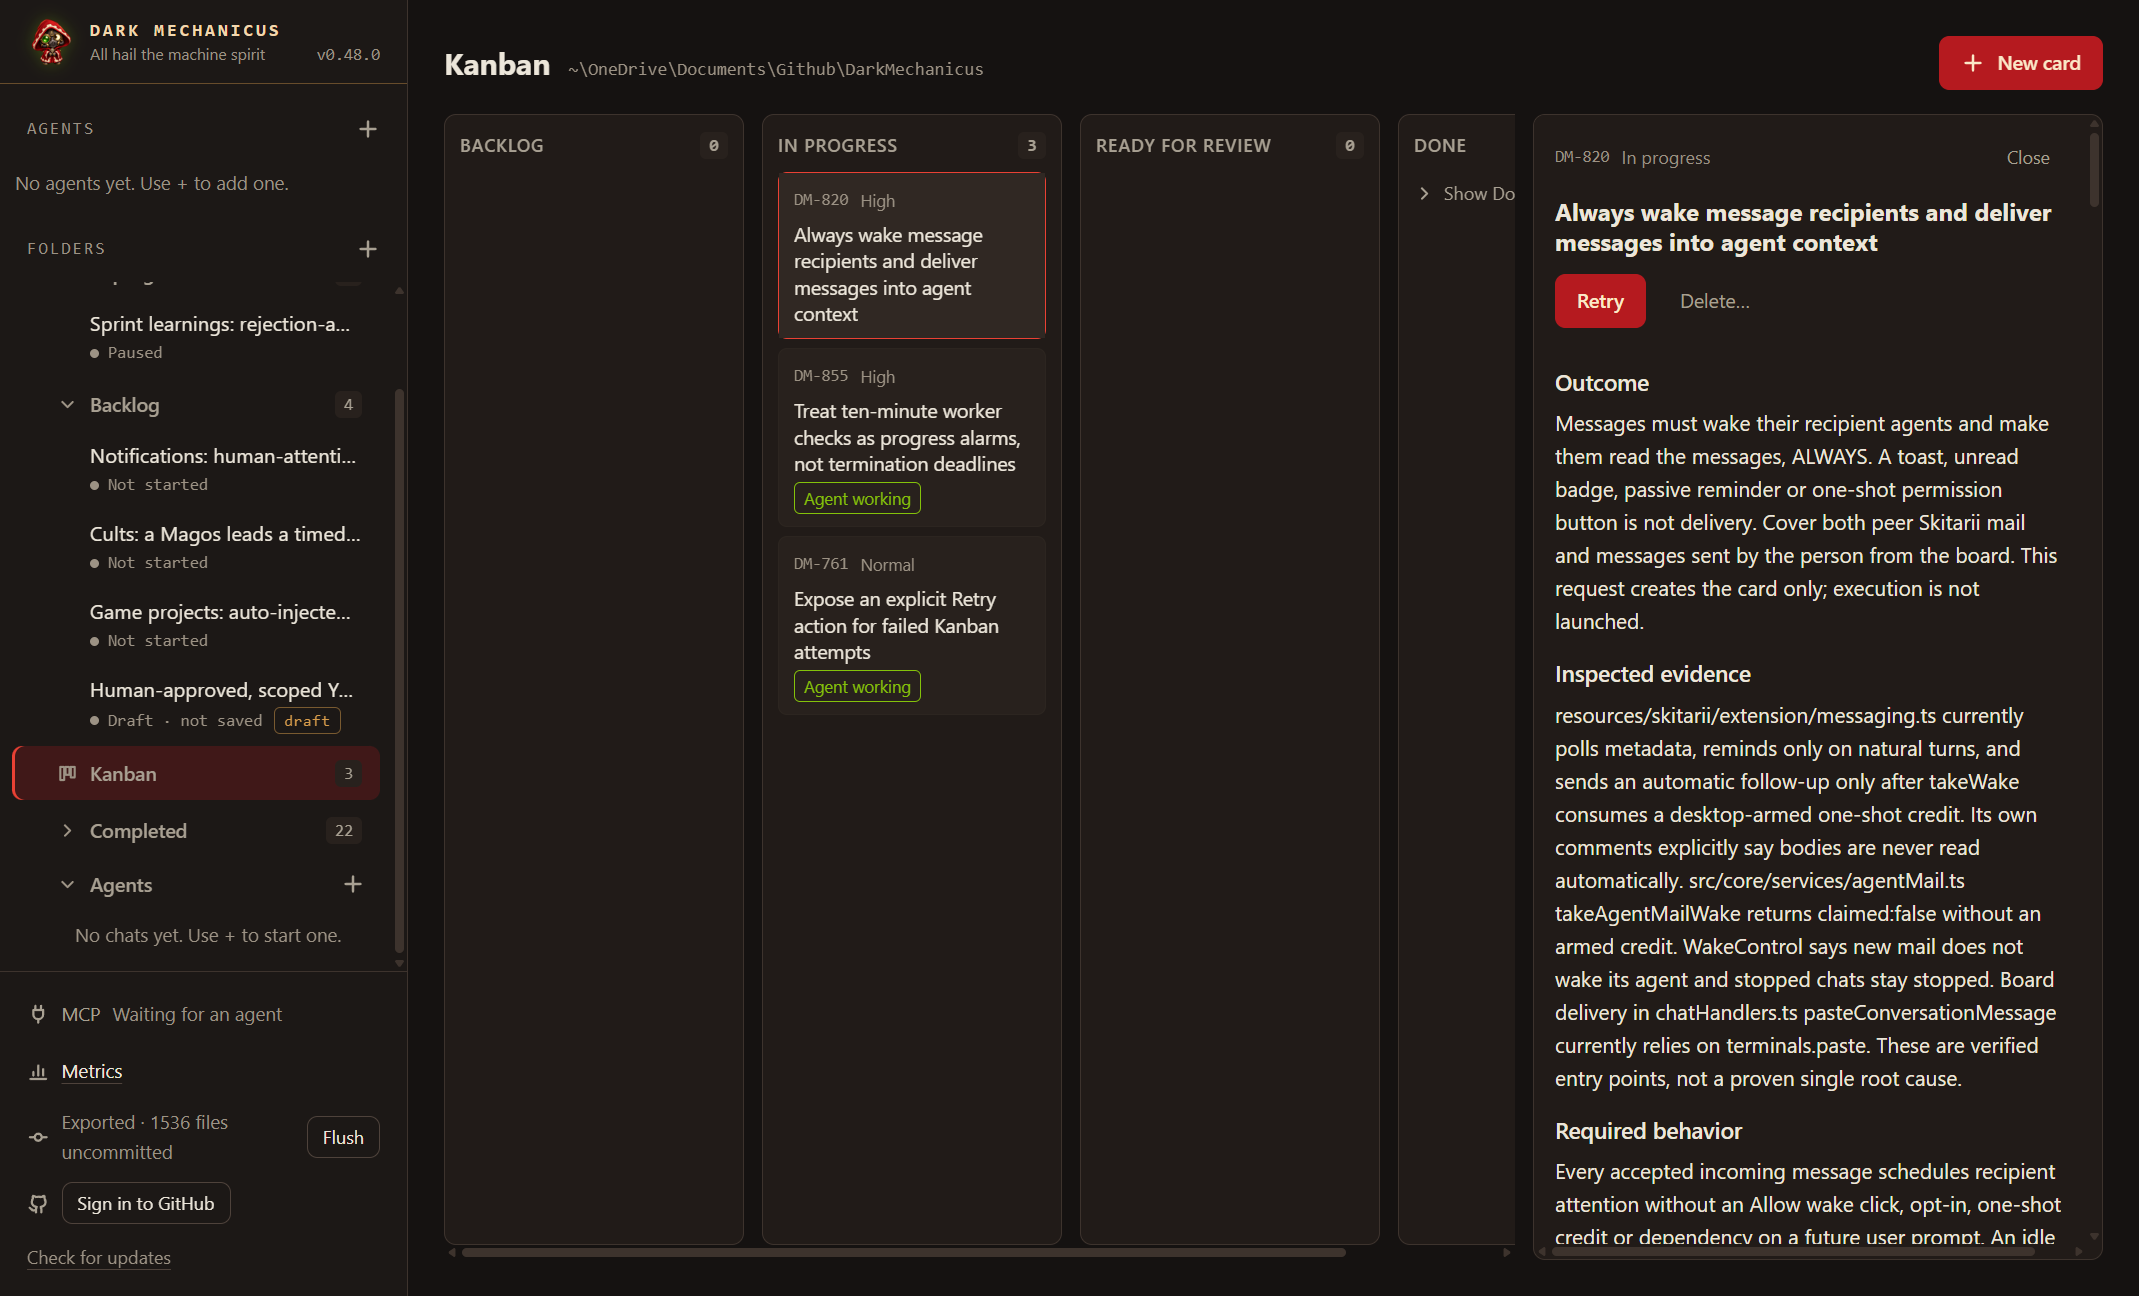 DARK MECHANICUS
All hail the machine spirit
v0.48.0
AGENTS
No agents yet. Use + to add one.
FOLDERS
Sprint learnings: rejection-a...
Paused
Backlog
4
Notifications: human-attenti...
Not started
Cults: a Magos leads a timed...
Not started
Game projects: auto-injecte...
Not started
Human-approved, scoped Y...
Draft · not saved
draft
Kanban
3
Completed
22
Agents
No chats yet. Use + to start one.
MCP Waiting for an agent
Metrics
Exported · 1536 files
uncommitted
Flush
Sign in to GitHub
Check for updates
Kanban
~\OneDrive\Documents\Github\DarkMechanicus
New card
BACKLOG
0
IN PROGRESS
3
DM-820 High
Always wake message
recipients and deliver
messages into agent
context
DM-855 High
Treat ten-minute worker
checks as progress alarms,
not termination deadlines
Agent working
DM-761 Normal
Expose an explicit Retry
action for failed Kanban
attempts
Agent working
READY FOR REVIEW
0
DONE
Show Do
DM-820 In progress
Close
Always wake message recipients and deliver
messages into agent context
Retry
Delete...
Outcome
Messages must wake their recipient agents and make
them read the messages, ALWAYS. A toast, unread
badge, passive reminder or one-shot permission
button is not delivery. Cover both peer Skitarii mail
and messages sent by the person from the board. This
request creates the card only; execution is not
launched.
Inspected evidence
resources/skitarii/extension/messaging.ts currently
polls metadata, reminds only on natural turns, and
sends an automatic follow-up only after takeWake
consumes a desktop-armed one-shot credit. Its own
comments explicitly say bodies are never read
automatically. src/core/services/agentMail.ts
takeAgentMailWake returns claimed:false without an
armed credit. WakeControl says new mail does not
wake its agent and stopped chats stay stopped. Board
delivery in chatHandlers.ts pasteConversationMessage
currently relies on terminals.paste. These are verified
entry points, not a proven single root cause.
Required behavior
Every accepted incoming message schedules recipient
attention without an Allow wake click, opt-in, one-shot
credit or dependency on a future user prompt. An idle